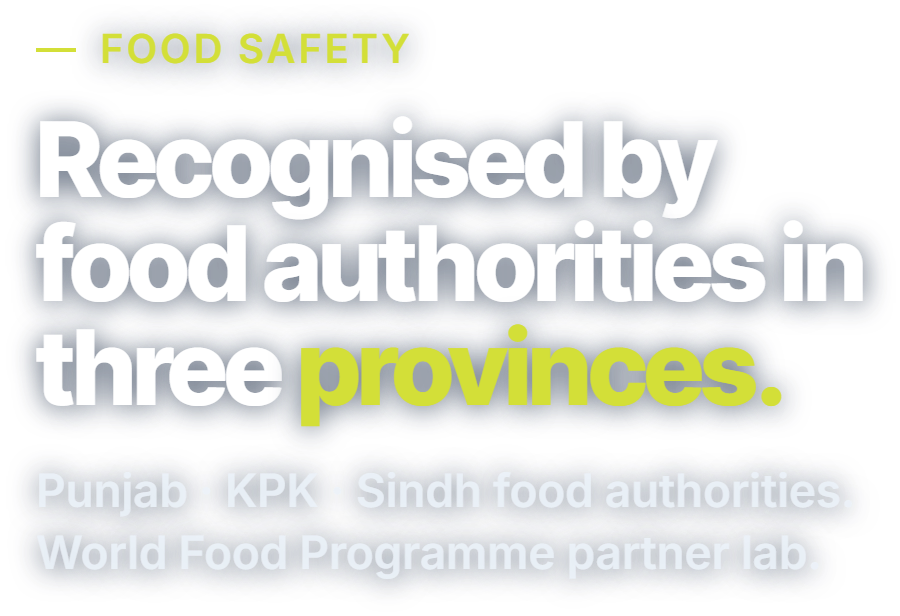 — FOOD SAFETY
Recognised by
food authorities in
three provinces.
Punjab KPK Sindh food authorities.
World Food Programme partner lab.